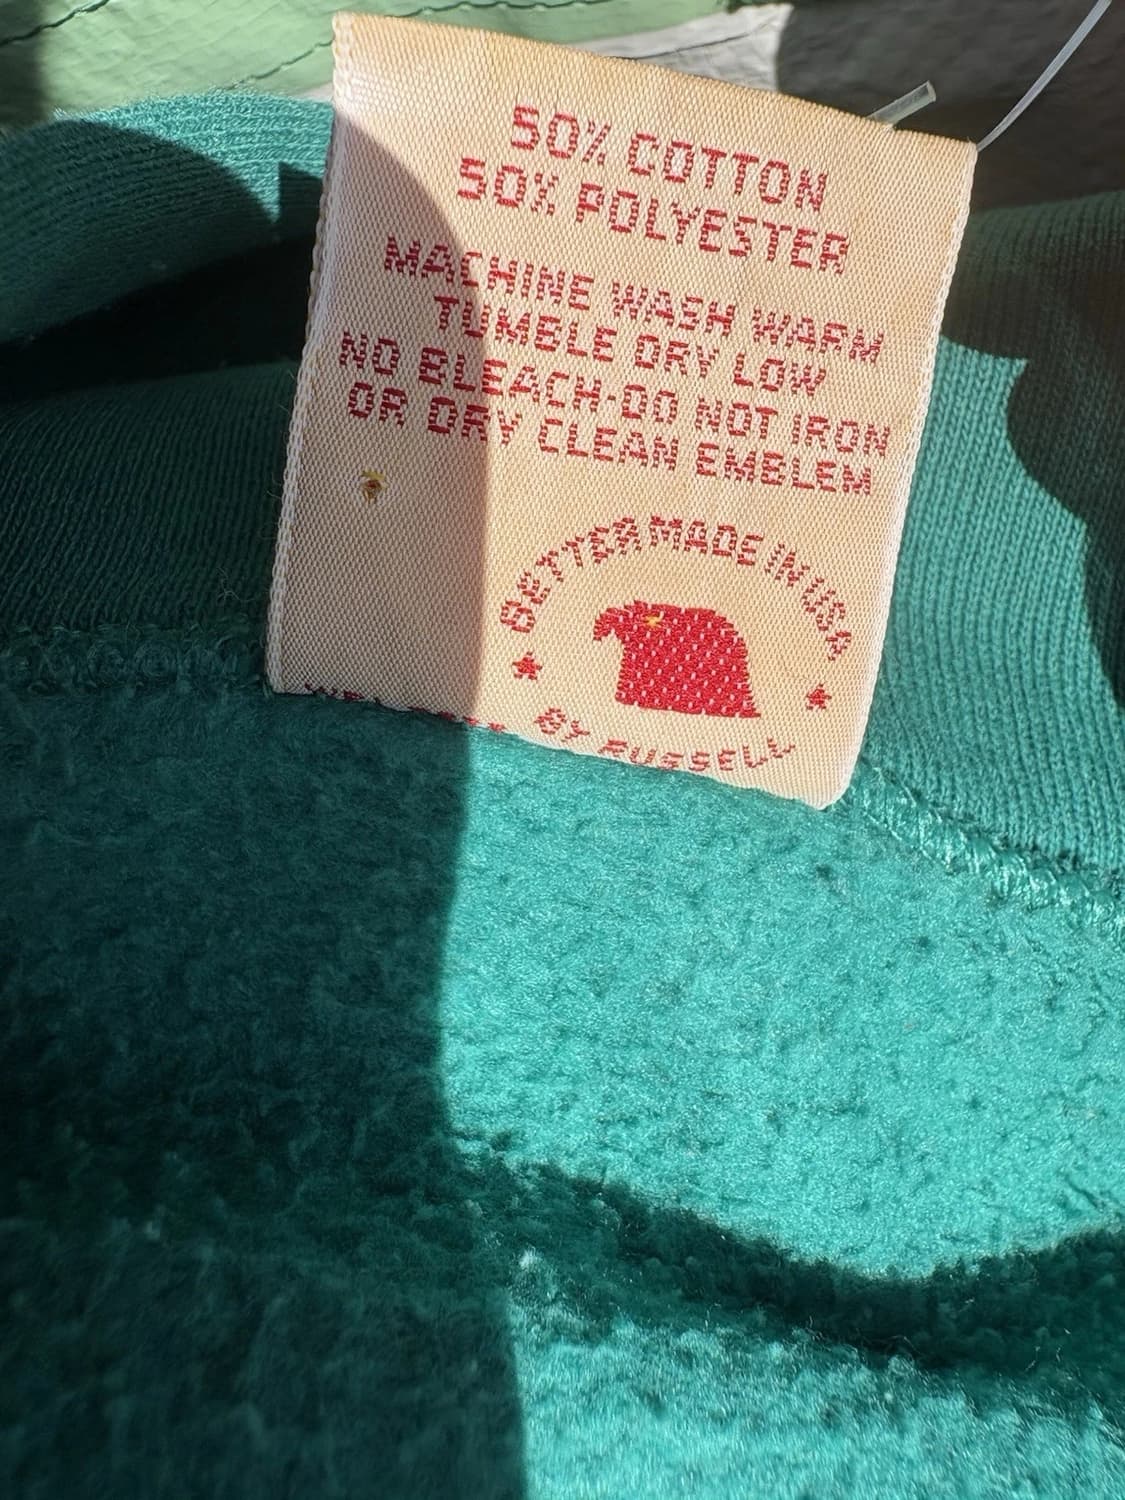 50% COTTON
50% POLYESTER
MACHINE WASH WARM
TUMBLE DRY LOW
NO BLEACH-DO NOT IRON
OR DRY CLEAN EMBLEM
BETTER MADE IN USA
BY RUSSELL